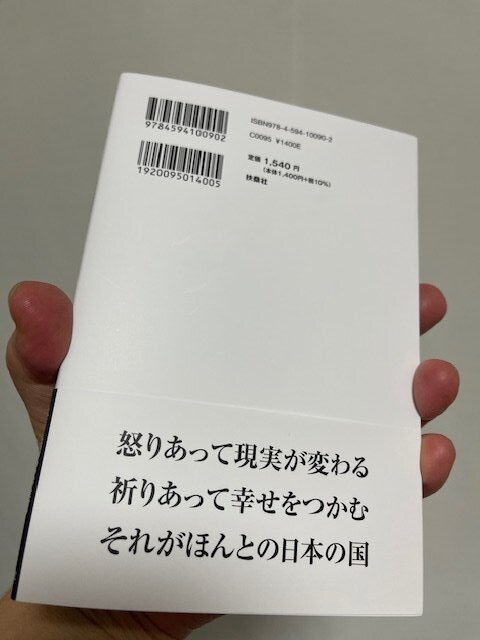 9784594100902
1920095014005
ISBN978-4-594-10090-2
C0095 ¥1400E
定価 1,540 円
(本体1,400円+税10%)
扶桑社
怒りあって現実が変わる
祈りあって幸せをつかむ
それがほんとの日本の国